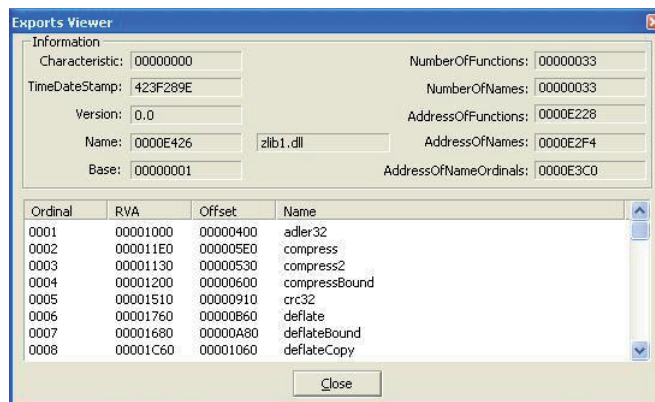 Exports Viewer
Information
Characteristic: 00000000 NumberOfFunctions: 00000033
TimeDateStamp: 423F289E NumberOfNames: 00000033
Version: 0.0 AddressOfFunctions: 0000E228
Name: 0000E426 zlib1.dll AddressOfNames: 0000E2F4
Base: 00000001 AddressOfNameOrdinals: 0000E3C0
Ordinal RVA Offset Name
0001 00001000 00000400 adler32
0002 000011E0 000005E0 compress
0003 00001130 00000530 compress2
0004 00001200 00000600 compressBound
0005 00001510 00000910 crc32
0006 00001760 00000B60 deflate
0007 00001680 00000A80 deflateBound
0008 00001C60 00001060 deflateCopy
Close